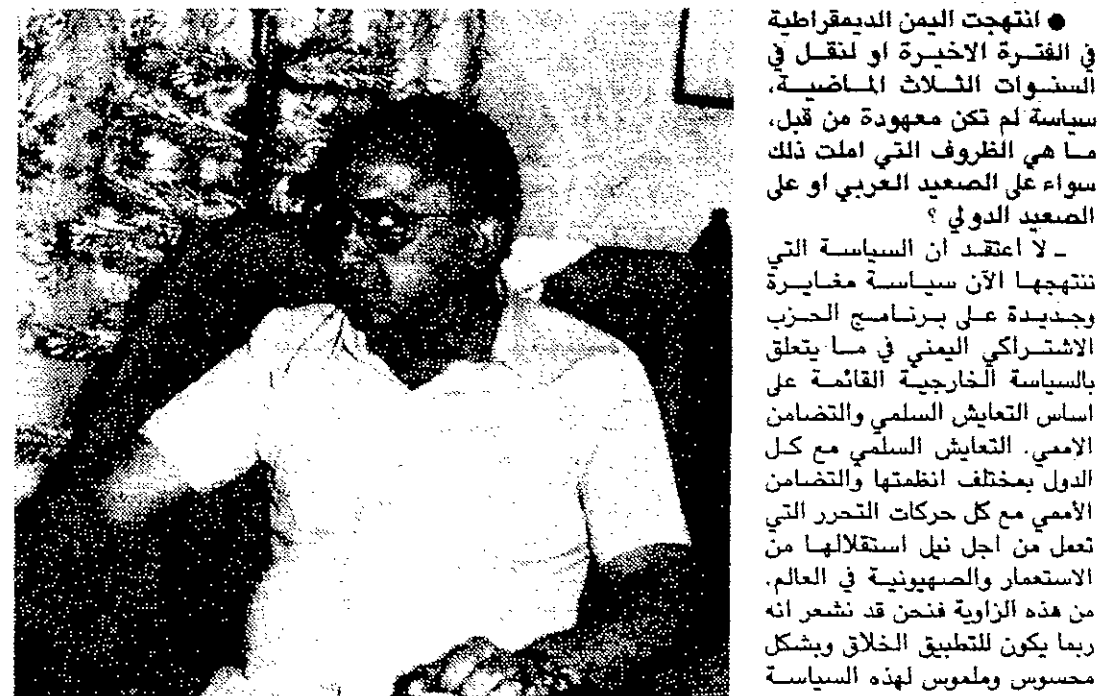 ● انتهجت اليمن الديمقراطية
في الفترة الاخيرة او لنقل في
السنوات الثلاث الماضية،
سياسة لم تكن معهودة من قبل،
ما هي الظروف التي املت ذلك
سواء على الصعيد العربي او على
الصعيد الدولي ؟
ـ لا أعتقد ان السياسة التي
ننتهجها الآن سياسة مغايرة
وجديدة على برنامج الحزب
الاشتراكي اليمني في ما يتعلق
بالسياسة الخارجية القائمة على
اساس التعايش السلمي والتضامن
الاممي. التعايش السلمي مع كل
الدول بمختلف انظمتها والتضامن
الأممي مع كل حركات التحرر التي
تعمل من اجل نيل استقلالها من
الاستعمار والصهيونية في العالم.
من هذه الزاوية فنحن قد نشعر انه
ربما يكون للتطبيق الخلاق وبشكل
محسوس وملموس لهذه السياسة